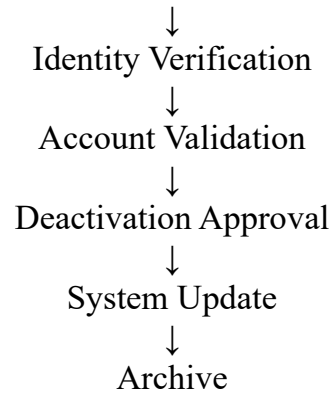 ↓
Identity Verification
↓
Account Validation
↓
Deactivation Approval
↓
System Update
↓
Archive